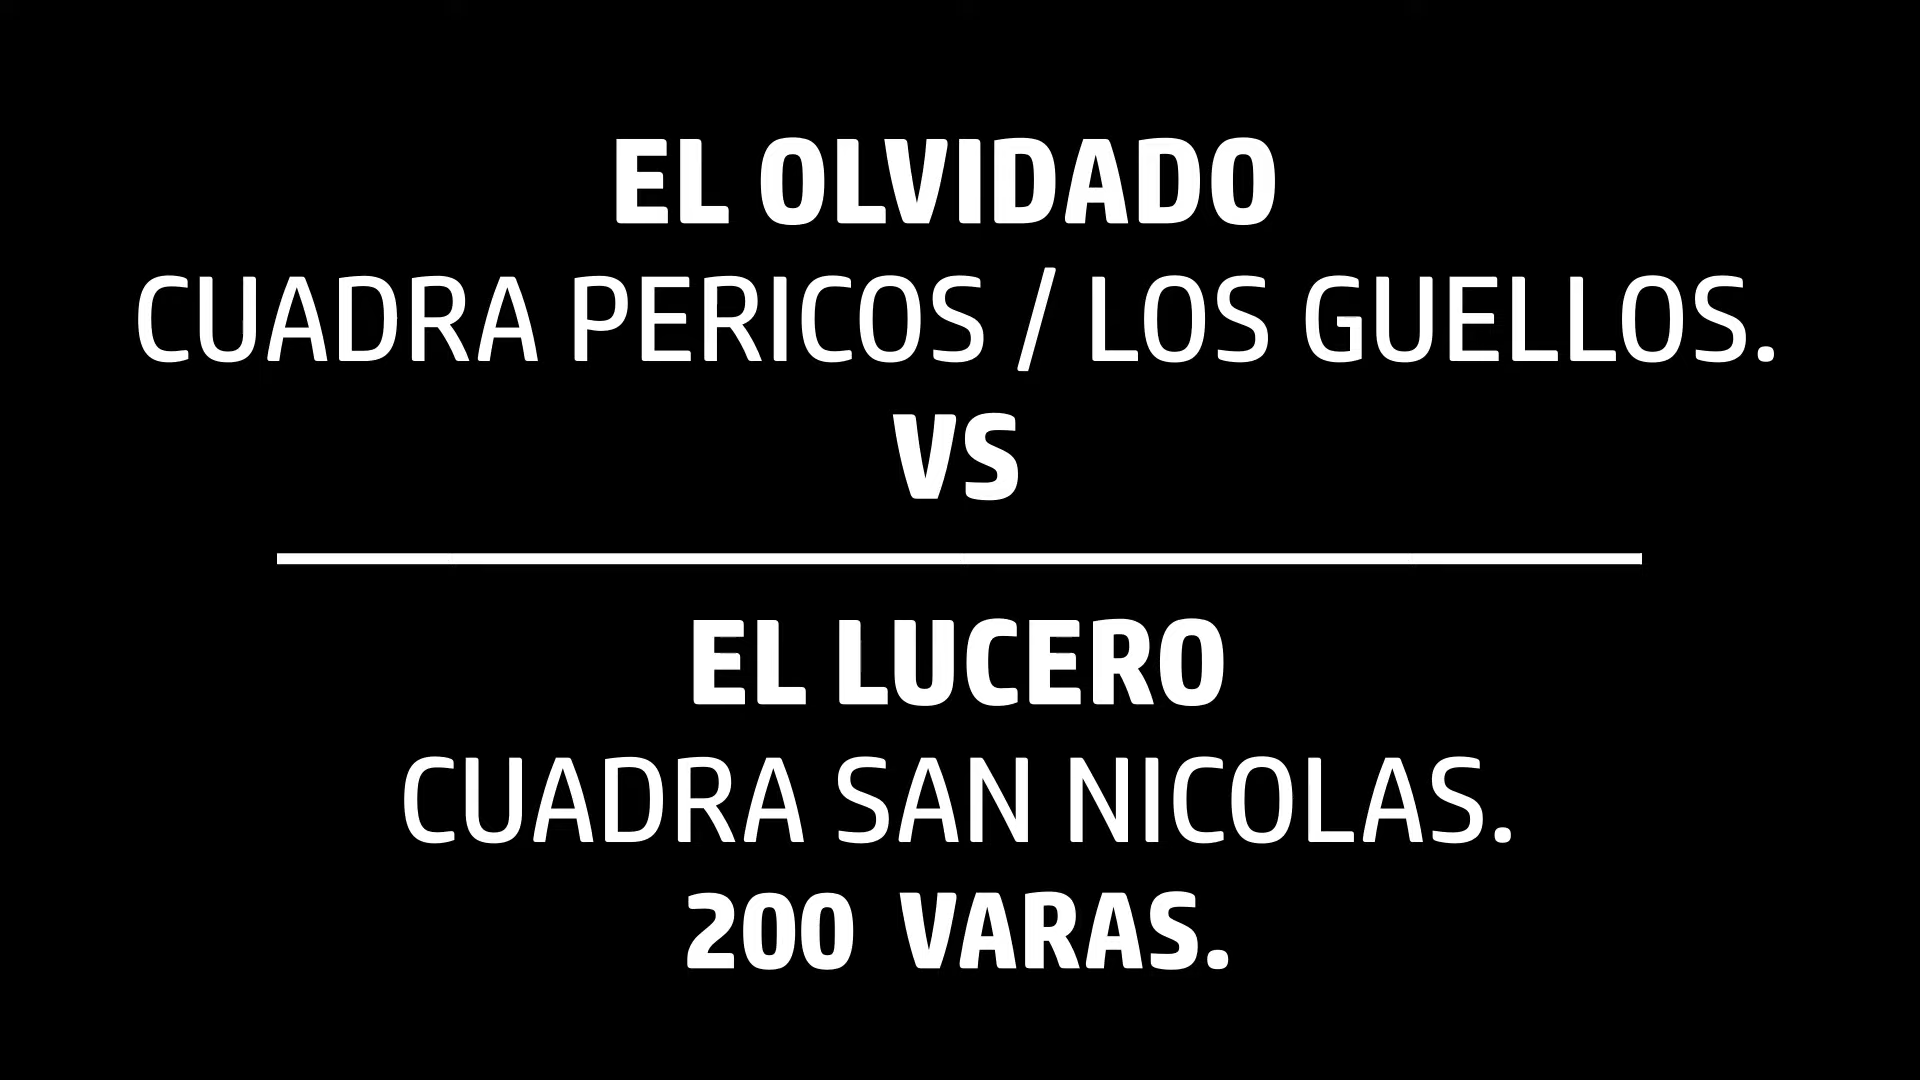 EL OLVIDADO
CUADRA PERICOS / LOS GUELLOS.
VS
EL LUCERO
CUADRA SAN NICOLAS.
200 VARAS.